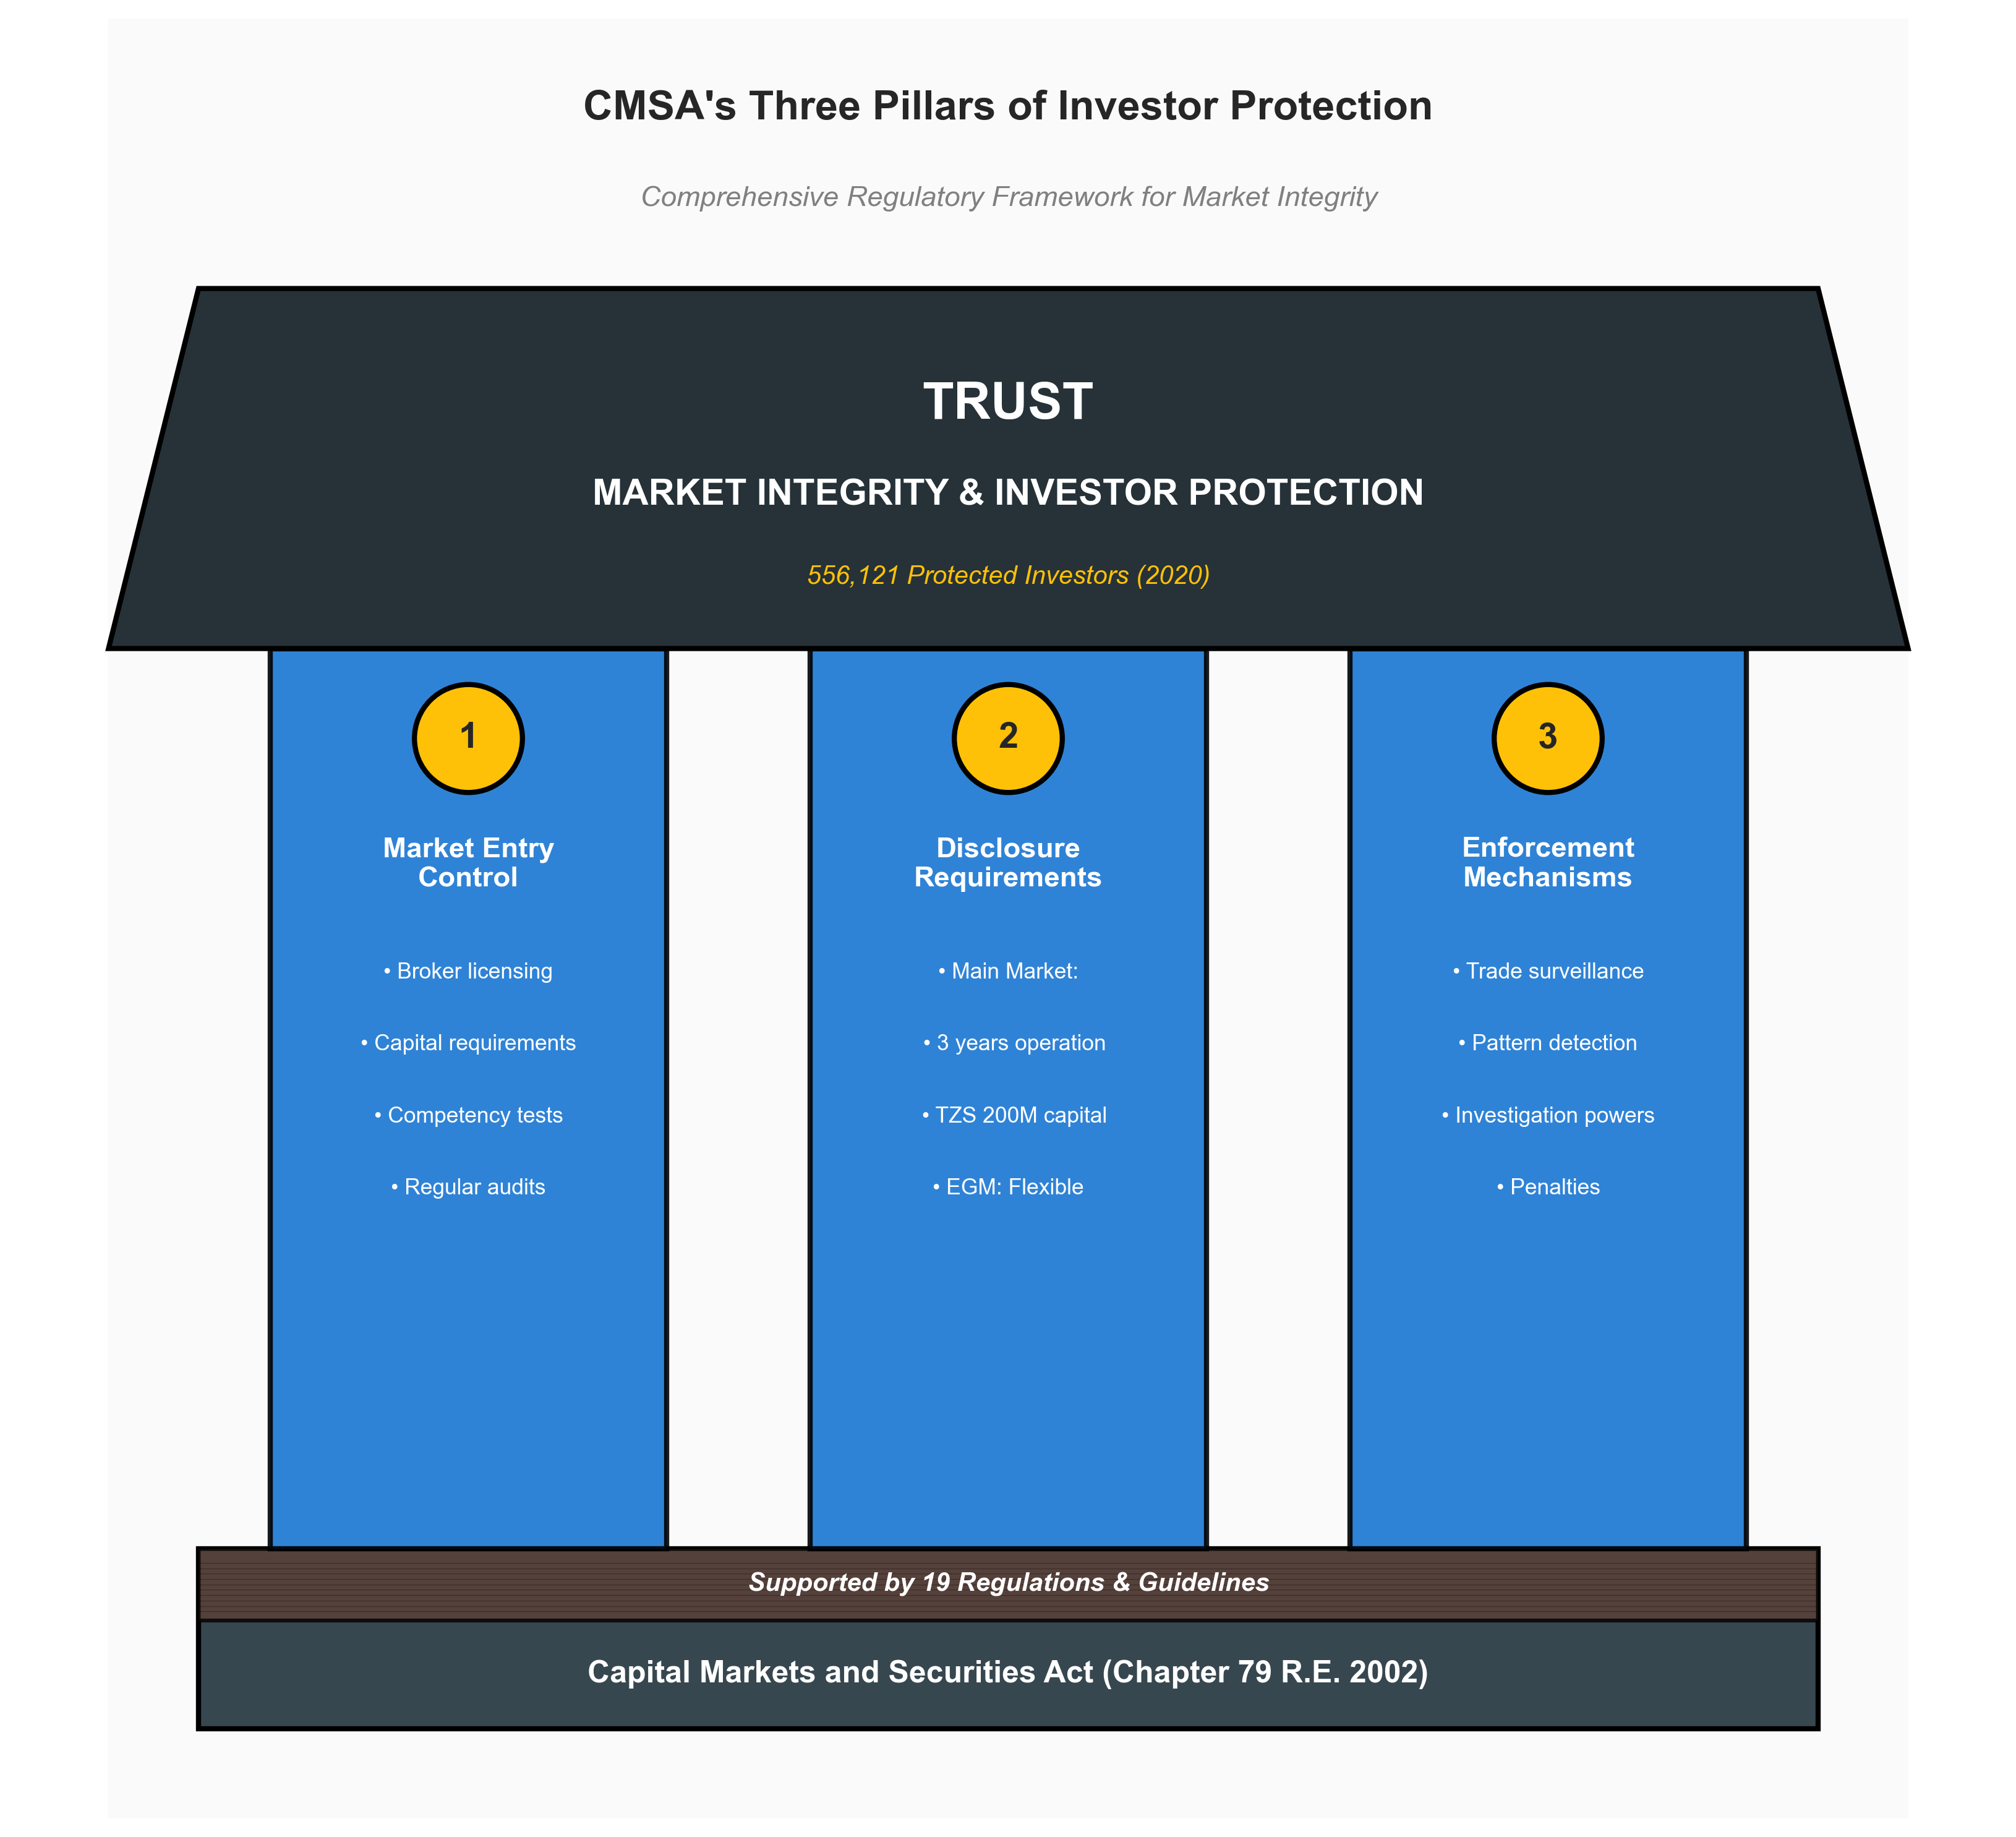 CMSA's Three Pillars of Investor Protection
Comprehensive Regulatory Framework for Market Integrity
TRUST
MARKET INTEGRITY & INVESTOR PROTECTION
556,121 Protected Investors (2020)
1
Market Entry
Control
• Broker licensing
• Capital requirements
• Competency tests
• Regular audits
2
Disclosure
Requirements
• Main Market:
• 3 years operation
• TZS 200M capital
• EGM: Flexible
3
Enforcement
Mechanisms
• Trade surveillance
• Pattern detection
• Investigation powers
• Penalties
Supported by 19 Regulations & Guidelines
Capital Markets and Securities Act (Chapter 79 R.E. 2002)